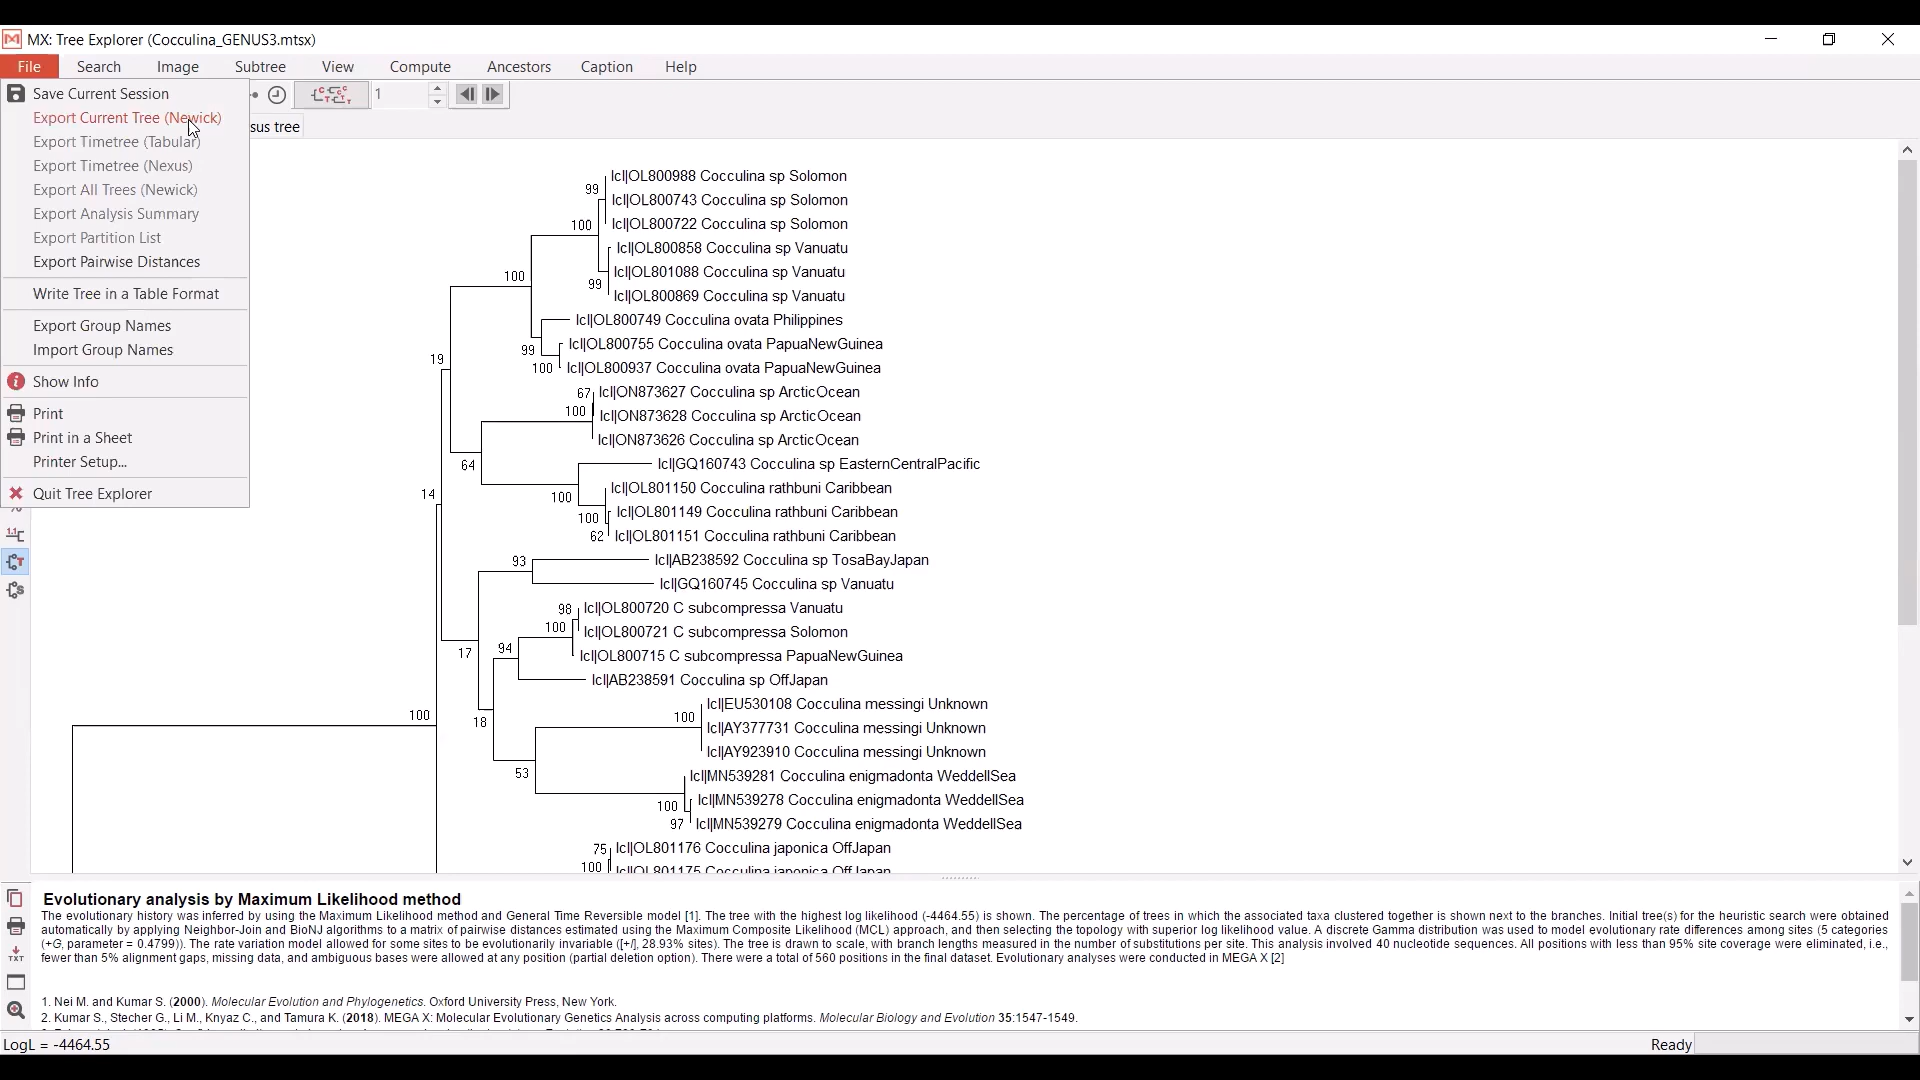 MX: Tree Explorer (Cocculina_GENUS3.mtsx)
File Search Image Subtree View Compute Ancestors Caption Help
Save Current Session
1
Export Current Tree (Newick)
sus tree
Export Timetree (Tabular)
Export Timetree (Nexus)
Export All Trees (Newick)
Export Analysis Summary
Export Partition List
Export Pairwise Distances
Write Tree in a Table Format
Export Group Names
Import Group Names
Show Info
Print
Print in a Sheet
Printer Setup...
Quit Tree Explorer
lcl|OL800988 Cocculina sp Solomon
99
lcl|OL800743 Cocculina sp Solomon
100
lcl|OL800722 Cocculina sp Solomon
lcl|OL800858 Cocculina sp Vanuatu
100
lcl|OL801088 Cocculina sp Vanuatu
99
lcl|OL800869 Cocculina sp Vanuatu
lcl|OL800749 Cocculina ovata Philippines
99
lcl|OL800755 Cocculina ovata PapuaNewGuinea
19
100
lcl|OL800937 Cocculina ovata PapuaNewGuinea
67
lcl|ON873627 Cocculina sp ArcticOcean
100
lcl|ON873628 Cocculina sp ArcticOcean
lcl|ON873626 Cocculina sp ArcticOcean
64
lcl|GQ160743 Cocculina sp EasternCentralPacific
14
100
lcl|OL801150 Cocculina rathbuni Caribbean
100
lcl|OL801149 Cocculina rathbuni Caribbean
62
lcl|OL801151 Cocculina rathbuni Caribbean
93
lcl|AB238592 Cocculina sp TosaBayJapan
lcl|GQ160745 Cocculina sp Vanuatu
98
lcl|OL800720 C subcompressa Vanuatu
100
lcl|OL800721 C subcompressa Solomon
94
17
lcl|OL800715 C subcompressa PapuaNewGuinea
lcl|AB238591 Cocculina sp OffJapan
lcl|EU530108 Cocculina messingi Unknown
100
100
18
lcl|AY377731 Cocculina messingi Unknown
lcl|AY923910 Cocculina messingi Unknown
53
lcl|MN539281 Cocculina enigmadonta WeddellSea
100
lcl|MN539278 Cocculina enigmadonta WeddellSea
97
lcl|MN539279 Cocculina enigmadonta WeddellSea
75
lcl|OL801176 Cocculina japonica OffJapan
100
lcl|OL801175 Cocculina japonica OffJapan
Evolutionary analysis by Maximum Likelihood method
The evolutionary history was inferred by using the Maximum Likelihood method and General Time Reversible model [1]. The tree with the highest log likelihood (-4464.55) is shown. The percentage of trees in which the associated taxa clustered together is shown next to the branches. Initial tree(s) for the heuristic search were obtained
automatically by applying Neighbor-Join and BioNJ algorithms to a matrix of pairwise distances estimated using the Maximum Composite Likelihood (MCL) approach, and then selecting the topology with superior log likelihood value. A discrete Gamma distribution was used to model evolutionary rate differences among sites (5 categories
(+G, parameter = 0.4799)). The rate variation model allowed for some sites to be evolutionarily invariable ([+I], 28.93% sites). The tree is drawn to scale, with branch lengths measured in the number of substitutions per site. This analysis involved 40 nucleotide sequences. All positions with less than 95% site coverage were eliminated, i.e.,
fewer than 5% alignment gaps, missing data, and ambiguous bases were allowed at any position (partial deletion option). There were a total of 560 positions in the final dataset. Evolutionary analyses were conducted in MEGA X [2]
1. Nei M. and Kumar S. (2000). Molecular Evolution and Phylogenetics. Oxford University Press, New York.
2. Kumar S., Stecher G., Li M., Knyaz C., and Tamura K. (2018). MEGA X: Molecular Evolutionary Genetics Analysis across computing platforms. Molecular Biology and Evolution 35:1547-1549.
LogL = -4464.55
Ready